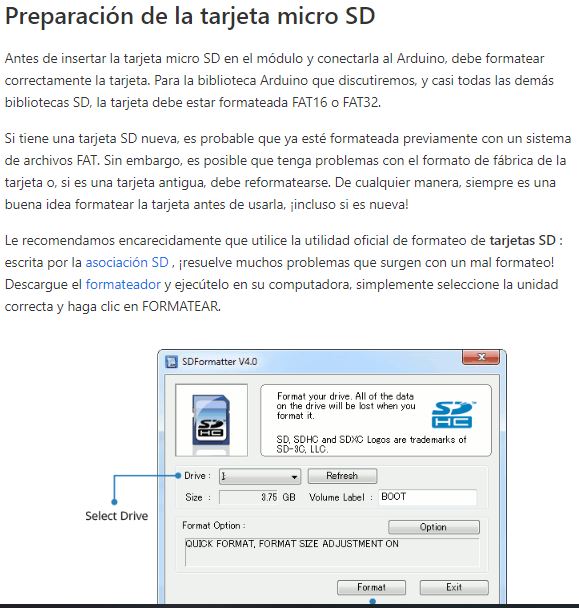 Preparación de la tarjeta micro SD
Antes de insertar la tarjeta micro SD en el módulo y conectarla al Arduino, debe formatear
correctamente la tarjeta. Para la biblioteca Arduino que discutiremos, y casi todas las demás
bibliotecas SD, la tarjeta debe estar formateada FAT16 o FAT32.
Si tiene una tarjeta SD nueva, es probable que ya esté formateada previamente con un sistema
de archivos FAT. Sin embargo, es posible que tenga problemas con el formato de fábrica de la
tarjeta o, si es una tarjeta antigua, debe reformatearse. De cualquier manera, siempre es una
buena idea formatear la tarjeta antes de usarla, ¡incluso si es nueva!
Le recomendamos encarecidamente que utilice la utilidad oficial de formateo de tarjetas SD :
escrita por la asociación SD , ¡resuelve muchos problemas que surgen con un mal formateo!
Descargue el formateador y ejecútelo en su computadora, simplemente seleccione la unidad
correcta y haga clic en FORMATEAR.
SDFormatter V4.0
x
Format your drive. All of the data
on the drive will be lost when you
format it.
SD, SDHC and SDXC Logos are trademarks of
SD-3C, LLC.
SD
HC
SD
HC
Drive :
Refresh
Size : 3.75 GB Volume Label : BOOT
Select Drive
Format Option :
Option
QUICK FORMAT, FORMAT SIZE ADJUSTMENT ON
Format
Exit